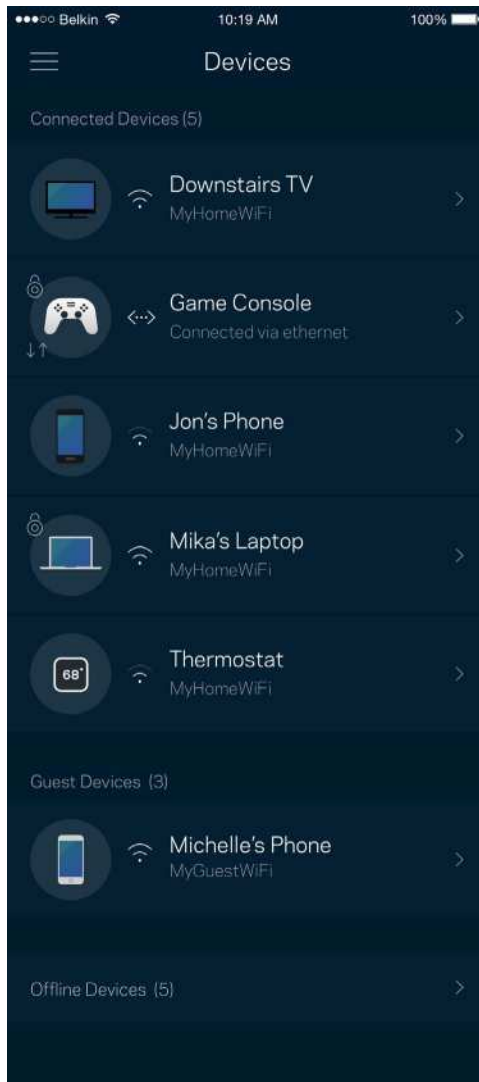 Belkin 10:19 AM 100%
Devices
Connected Devices (5)
Downstairs TV
MyHomeWiFi
Game Console
Connected via ethernet
Jon's Phone
MyHomeWiFi
Mika's Laptop
MyHomeWiFi
68°
Thermostat
MyHomeWiFi
Guest Devices (3)
Michelle's Phone
MyGuestWiFi
Offline Devices (5)